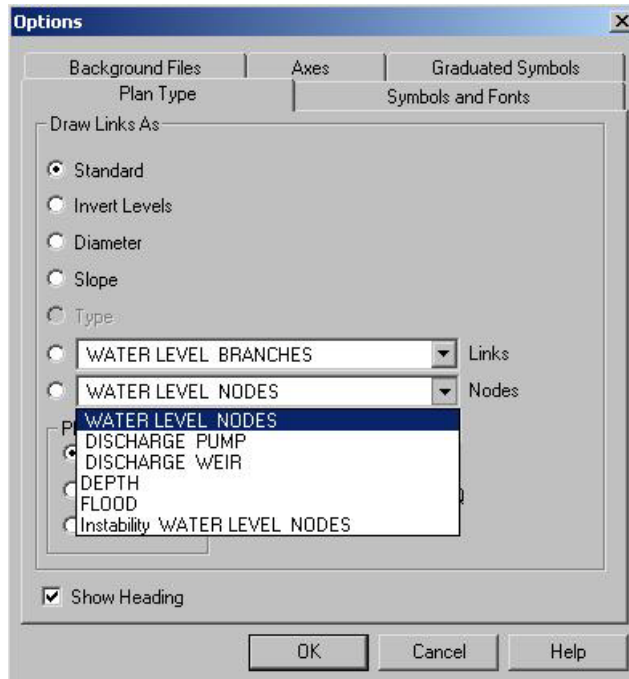 Options
Background Files
Axes
Graduated Symbols
Plan Type
Symbols and Fonts
Draw Links As
Standard
Invert Levels
Diameter
Slope
Type
WATER LEVEL BRANCHES
Links
WATER LEVEL NODES
Nodes
WATER LEVEL NODES
DISCHARGE PUMP
DISCHARGE WEIR
DEPTH
FLOOD
Instability WATER LEVEL NODES
Show Heading
OK
Cancel
Help